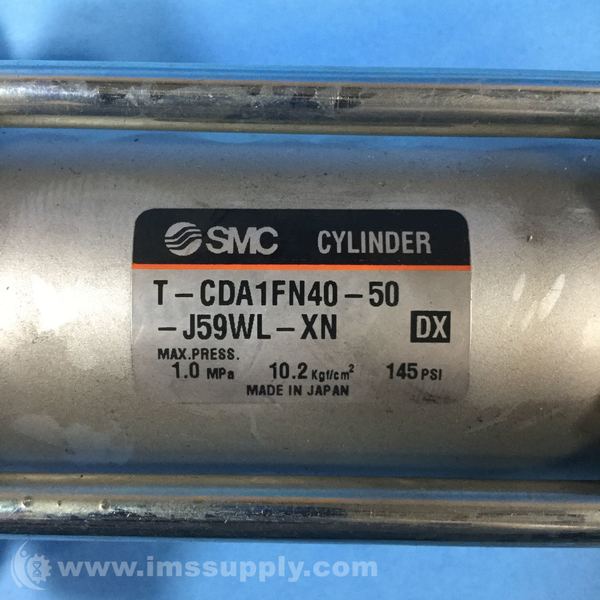 SMC CYLINDER
T-CDA1FN40-50
-J59WL-XN DX
MAX.PRESS.
1.0 MPa 10.2 Kgf/cm² 145 PSI
MADE IN JAPAN
www.imssupply.com